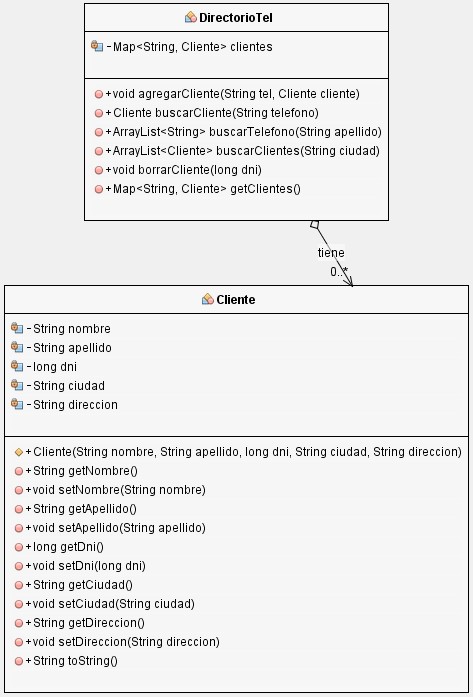 DirectorioTel
- Map<String, Cliente> clientes
+ void agregarCliente(String tel, Cliente cliente)
+ Cliente buscarCliente(String telefono)
+ ArrayList<String> buscarTelefono(String apellido)
+ ArrayList<Cliente> buscarClientes(String ciudad)
+ void borrarCliente(long dni)
+ Map<String, Cliente> getClientes()
tiene
0..*
Cliente
- String nombre
- String apellido
- long dni
- String ciudad
- String direccion
+ Cliente(String nombre, String apellido, long dni, String ciudad, String direccion)
+ String getNombre()
+ void setNombre(String nombre)
+ String getApellido()
+ void setApellido(String apellido)
+ long getDni()
+ void setDni(long dni)
+ String getCiudad()
+ void setCiudad(String ciudad)
+ String getDireccion()
+ void setDireccion(String direccion)
+ String toString()